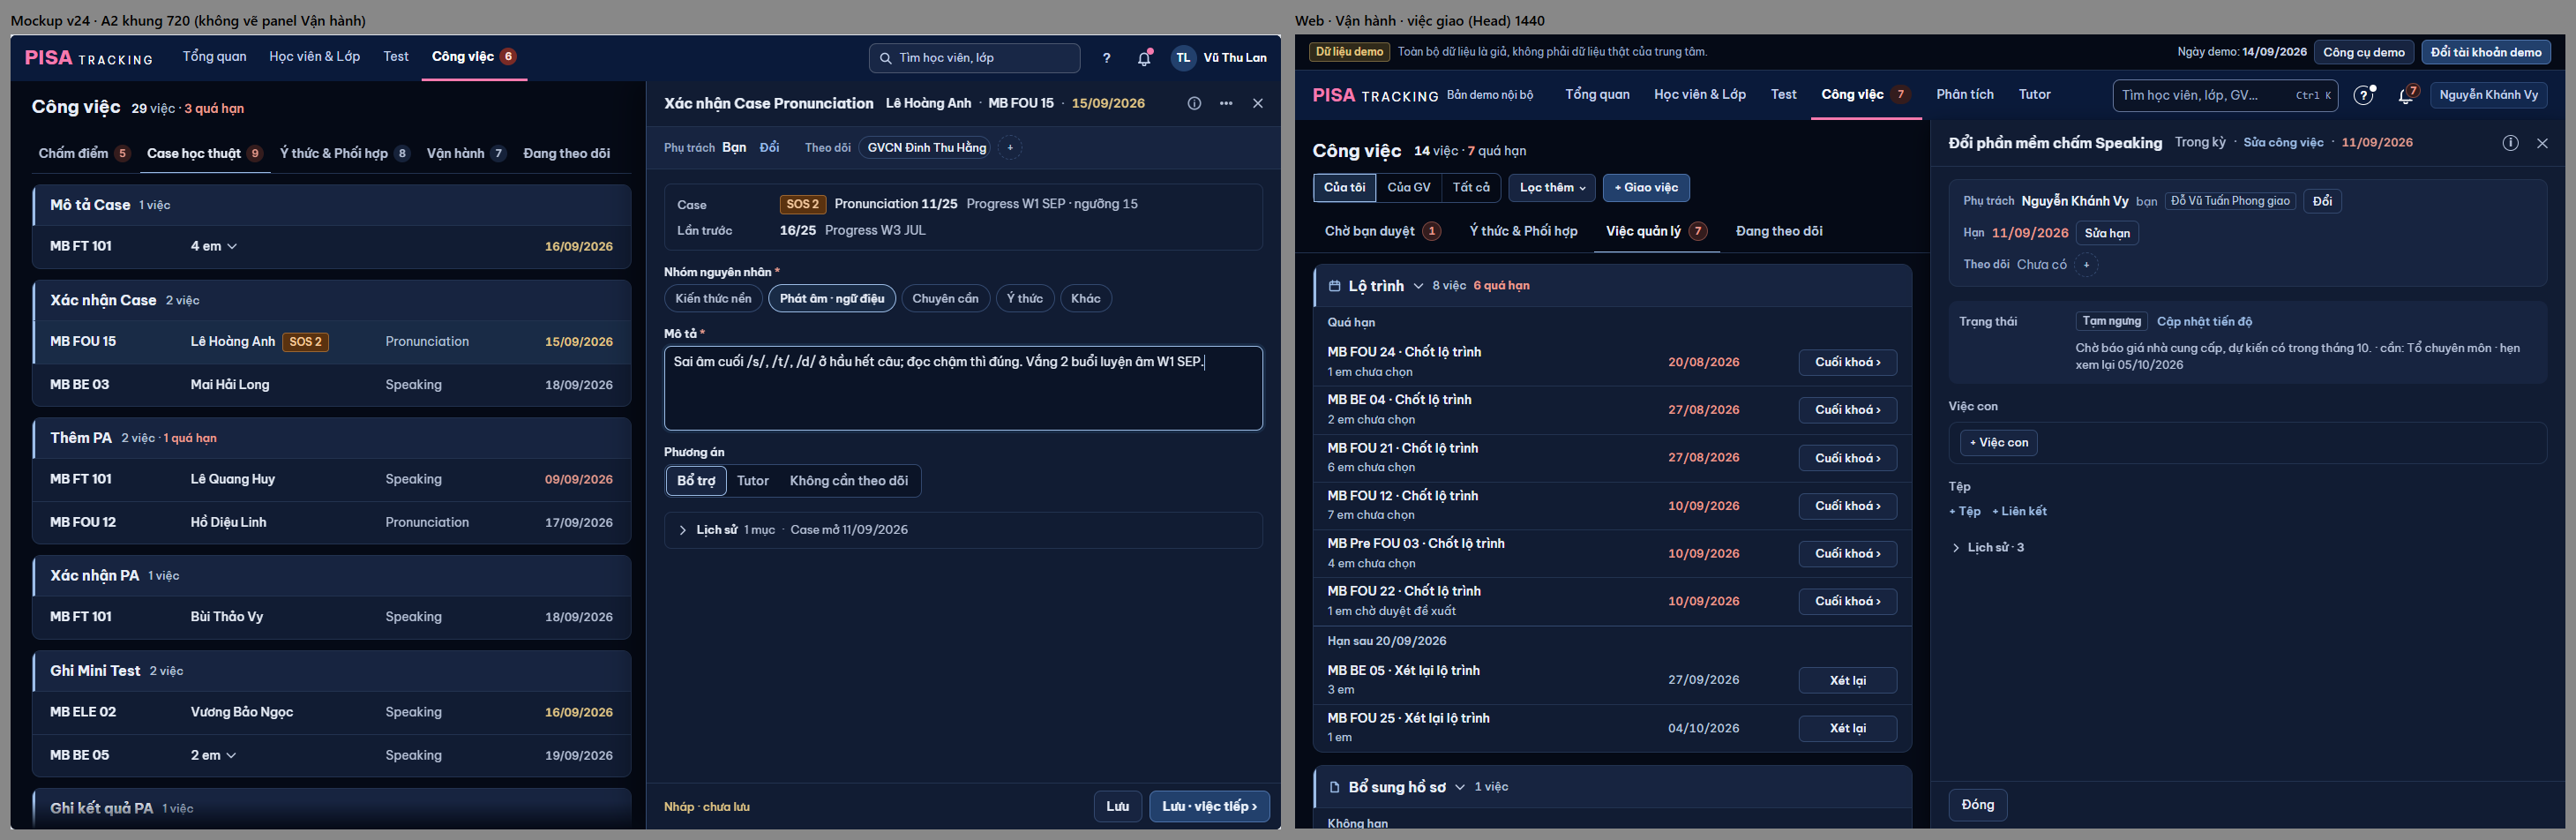 Mockup v24 · A2 khung 720 (không vẽ panel Vận hành)
PISA TRACKING Tổng quan Học viên & Lớp Test Công việc 6 Tìm học viên, lớp ? TL Vũ Thu Lan
Công việc 29 việc · 3 quá hạn
Chấm điểm 5 Case học thuật 9 Ý thức & Phối hợp 8 Vận hành 7 Đang theo dõi
Mô tả Case 1 việc
MB FT 101 4 em 16/09/2026
Xác nhận Case 2 việc
MB FOU 15 Lê Hoàng Anh SOS 2 Pronunciation 15/09/2026
MB BE 03 Mai Hải Long Speaking 18/09/2026
Thêm PA 2 việc · 1 quá hạn
MB FT 101 Lê Quang Huy Speaking 09/09/2026
MB FOU 12 Hồ Diệu Linh Pronunciation 17/09/2026
Xác nhận PA 1 việc
MB FT 101 Bùi Thảo Vy Speaking 18/09/2026
Ghi Mini Test 2 việc
MB ELE 02 Vương Bảo Ngọc Speaking 16/09/2026
MB BE 05 2 em Speaking 19/09/2026
Ghi kết quả PA 1 việc
Xác nhận Case Pronunciation Lê Hoàng Anh · MB FOU 15 · 15/09/2026
Phụ trách Bạn Đổi Theo dõi GVCN Đinh Thu Hằng +
Case SOS 2 Pronunciation 11/25 Progress W1 SEP · ngưỡng 15
Lần trước 16/25 Progress W3 JUL
Nhóm nguyên nhân *
Kiến thức nền Phát âm · ngữ điệu Chuyên cần Ý thức Khác
Mô tả *
Sai âm cuối /s/, /t/, /d/ ở hầu hết câu; đọc chậm thì đúng. Vắng 2 buổi luyện âm W1 SEP.
Phương án
Bổ trợ Tutor Không cần theo dõi
Lịch sử 1 mục · Case mở 11/09/2026
Nháp · chưa lưu Lưu Lưu · việc tiếp ›
Web · Vận hành · việc giao (Head) 1440
Dữ liệu demo Toàn bộ dữ liệu là giả, không phải dữ liệu thật của trung tâm. Ngày demo: 14/09/2026 Công cụ demo Đổi tài khoản demo
PISA TRACKING Bản demo nội bộ Tổng quan Học viên & Lớp Test Công việc 7 Phân tích Tutor Tìm học viên, lớp, GV... Ctrl K ? 7 Nguyễn Khánh Vy
Công việc 14 việc · 7 quá hạn
Của tôi Của GV Tất cả Lọc thêm + Giao việc
Chờ bạn duyệt 1 Ý thức & Phối hợp Việc quản lý 7 Đang theo dõi
Lộ trình 8 việc 6 quá hạn
Quá hạn
MB FOU 24 · Chốt lộ trình 20/08/2026 Cuối khoá ›
1 em chưa chọn
MB BE 04 · Chốt lộ trình 27/08/2026 Cuối khoá ›
2 em chưa chọn
MB FOU 21 · Chốt lộ trình 27/08/2026 Cuối khoá ›
6 em chưa chọn
MB FOU 12 · Chốt lộ trình 10/09/2026 Cuối khoá ›
7 em chưa chọn
MB Pre FOU 03 · Chốt lộ trình 10/09/2026 Cuối khoá ›
4 em chưa chọn
MB FOU 22 · Chốt lộ trình 10/09/2026 Cuối khoá ›
1 em chờ duyệt đề xuất
Hạn sau 20/09/2026
MB BE 05 · Xét lại lộ trình 27/09/2026 Xét lại
3 em
MB FOU 25 · Xét lại lộ trình 04/10/2026 Xét lại
1 em
Bổ sung hồ sơ 1 việc
Không hạn
Đổi phần mềm chấm Speaking Trong kỳ · Sửa công việc · 11/09/2026
Phụ trách Nguyễn Khánh Vy bạn Đỗ Vũ Tuấn Phong giao Đổi
Hạn 11/09/2026 Sửa hạn
Theo dõi Chưa có +
Trạng thái Tạm ngưng Cập nhật tiến độ
Chờ báo giá nhà cung cấp, dự kiến có trong tháng 10. · cần: Tổ chuyên môn · hẹn
xem lại 05/10/2026
Việc con
+ Việc con
Tệp
+ Tệp + Liên kết
Lịch sử · 3
Đóng